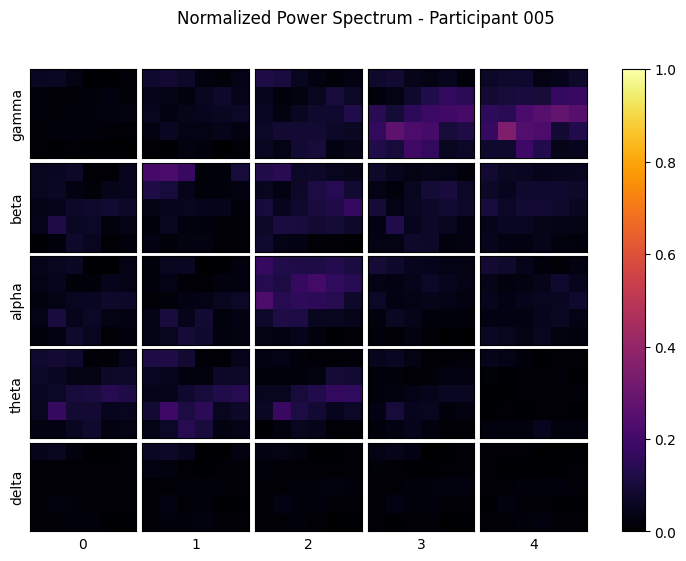 Normalized Power Spectrum - Participant 005
gamma
beta
alpha
theta
delta
0 1 2 3 4
1.0
0.8
0.6
0.4
0.2
0.0